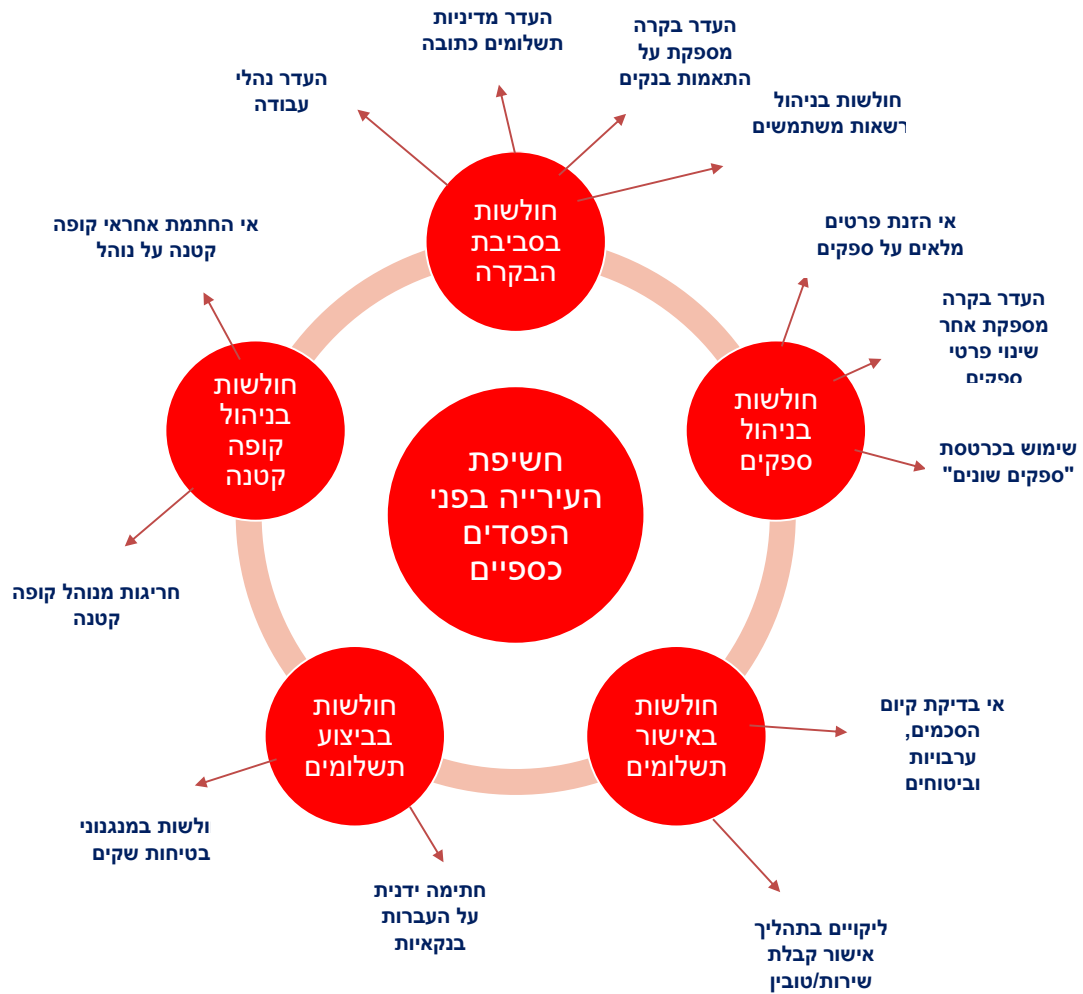 העדר מדיניות
תשלומים כתובה
העדר בקרה
מספקת על
התאמות בנקים
חולשות בניהול
רשאות משתמשים
העדר נהלי
עבודה
חולשות
בסביבת
הבקרה
אי הזנת פרטים
מלאים על ספקים
העדר בקרה
מספקת אחר
שינוי פרטי
ספקים
שימוש בכרטסת
"ספקים שונים"
חולשות
בניהול
ספקים
אי החתמת אחראי קופה
קטנה על נוהל
חולשות
בניהול
קופה
קטנה
חריגות מנוהל קופה
קטנה
חשיפת
העירייה בפני
הפסדים
כספיים
חולשות
באישור
תשלומים
אי בדיקת קיום
הסכמים,
ערבויות
וביטוחים
ליקויים בתהליך
אישור קבלת
שירות/טובין
חולשות
בביצוע
תשלומים
ולשות במנגנוני
בטיחות שקים
חתימה ידנית
על העברות
בנקאיות